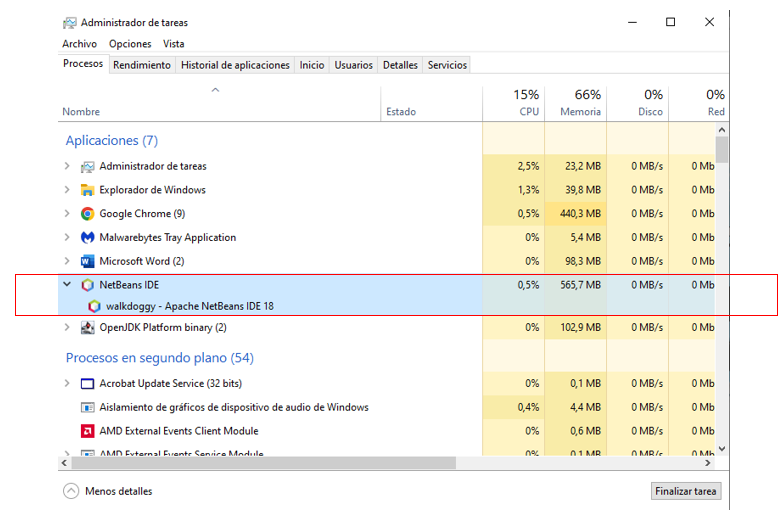 Administrador de tareas
Archivo Opciones Vista
Procesos Rendimiento Historial de aplicaciones Inicio Usuarios Detalles Servicios
15% 66% 0% 0%
Nombre Estado CPU Memoria Disco Red
Aplicaciones (7)
Administrador de tareas 2,5% 23,2 MB 0 MB/s 0 Mb
Explorador de Windows 1,3% 39,8 MB 0 MB/s 0 Mb
Google Chrome (9) 0,5% 440,3 MB 0 MB/s 0 Mb
Malwarebytes Tray Application 0% 5,4 MB 0 MB/s 0 Mb
Microsoft Word (2) 0% 98,3 MB 0 MB/s 0 Mb
NetBeans IDE 0,5% 565,7 MB 0 MB/s 0 Mb
walkdoggy - Apache NetBeans IDE 18
OpenJDK Platform binary (2) 0% 102,9 MB 0 MB/s 0 Mb
Procesos en segundo plano (54)
Acrobat Update Service (32 bits) 0% 0,1 MB 0 MB/s 0 Mb
Aislamiento de gráficos de dispositivo de audio de Windows 0,4% 4,4 MB 0 MB/s 0 Mb
AMD External Events Client Module 0% 0,6 MB 0 MB/s 0 Mb
AMD External Events Service Module 0% 0,1 MB 0 MB/s 0 Mb
Menos detalles Finalizar tarea